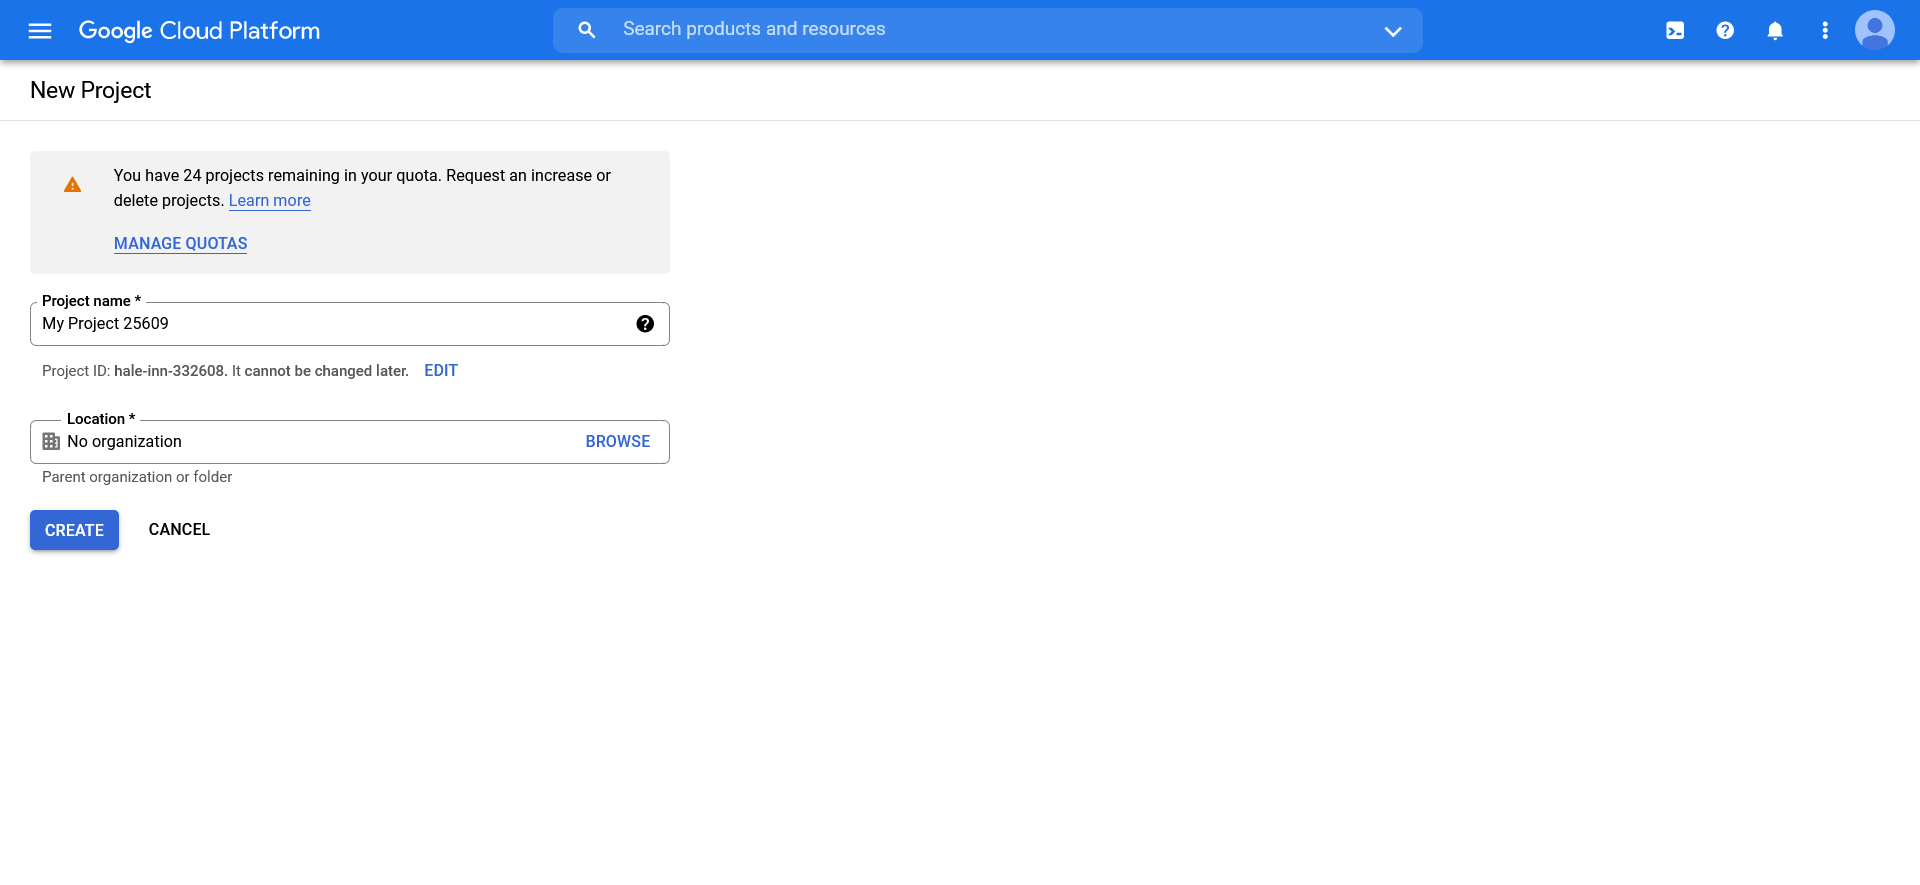 Google Cloud Platform
Search products and resources
New Project
You have 24 projects remaining in your quota. Request an increase or
delete projects. Learn more
MANAGE QUOTAS
Project name *
My Project 25609
Project ID: hale-inn-332608. It cannot be changed later. EDIT
Location *
No organization BROWSE
Parent organization or folder
CREATE CANCEL